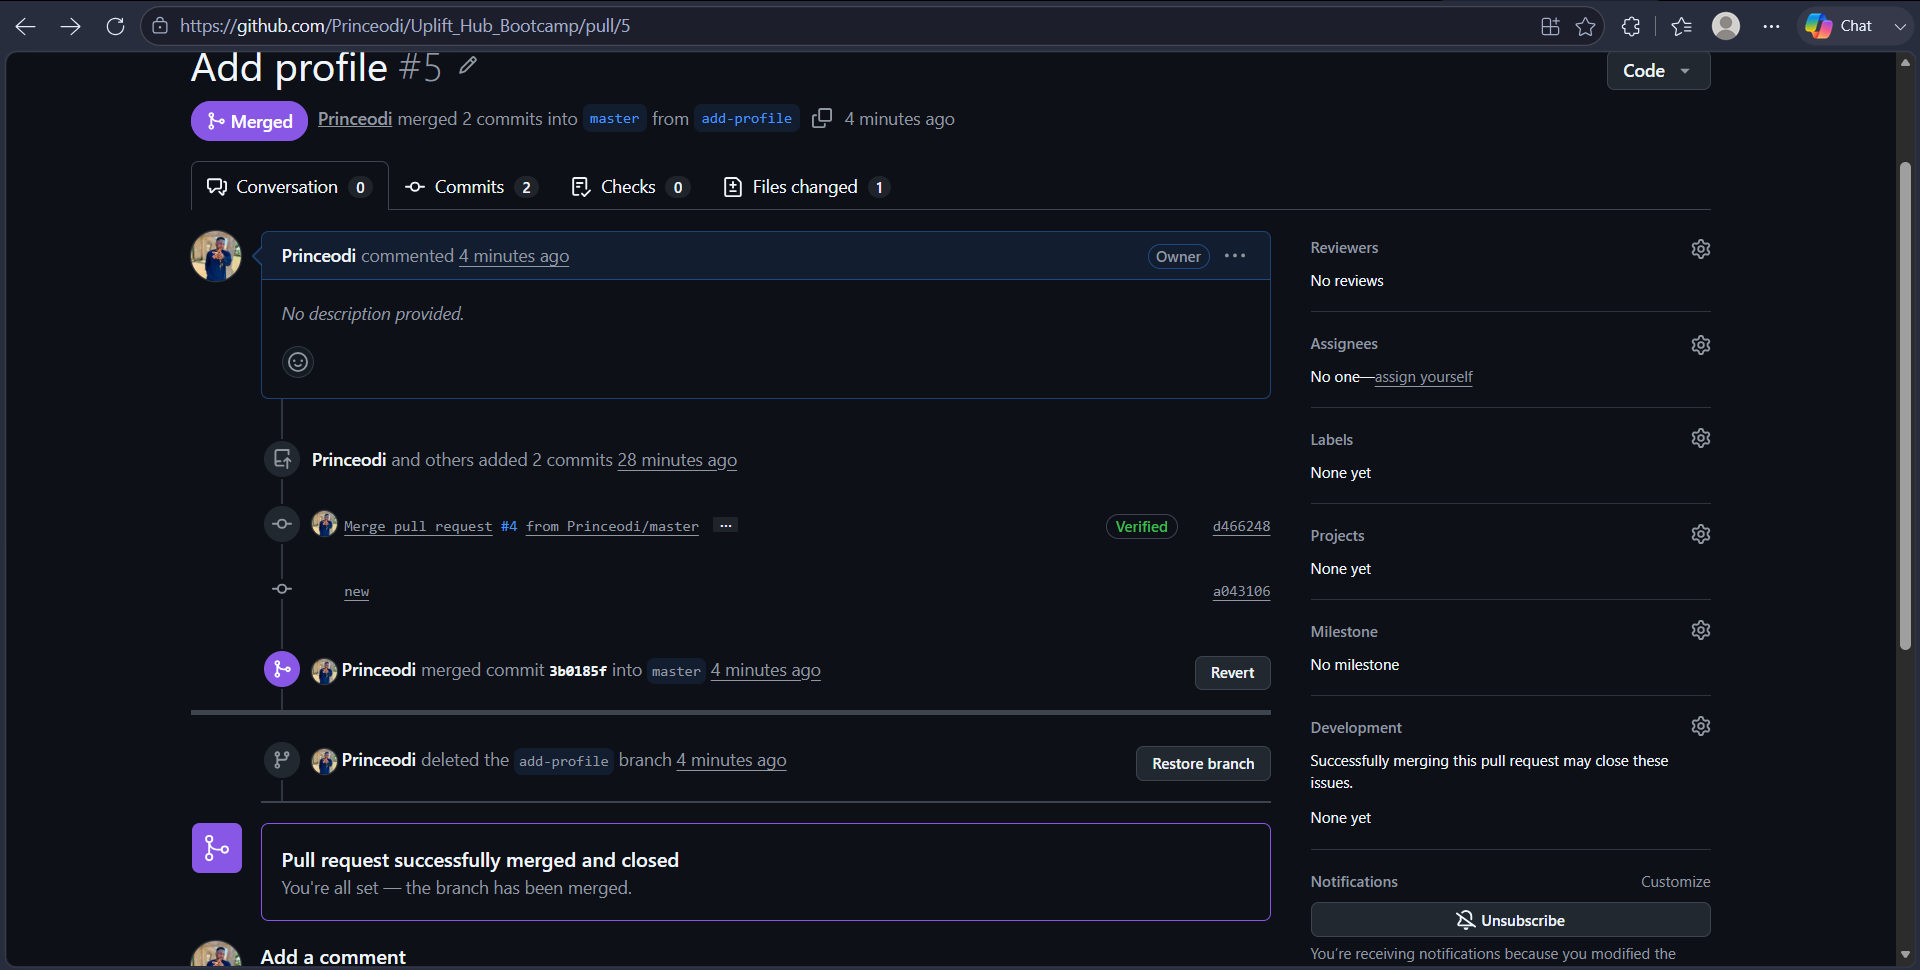 https://github.com/Princeodi/Uplift_Hub_Bootcamp/pull/5
Chat
Add profile #5
Code
Merged
Princeodi merged 2 commits into master from add-profile 4 minutes ago
Conversation 0
Commits 2
Checks 0
Files changed 1
Princeodi commented 4 minutes ago
Owner
No description provided.
Princeodi and others added 2 commits 28 minutes ago
Merge pull request #4 from Princeodi/master ...
Verified
d466248
new
a043106
Princeodi merged commit 3b0185f into master 4 minutes ago
Revert
Princeodi deleted the add-profile branch 4 minutes ago
Restore branch
Pull request successfully merged and closed
You're all set — the branch has been merged.
Add a comment
Reviewers
No reviews
Assignees
No one—assign yourself
Labels
None yet
Projects
None yet
Milestone
No milestone
Development
Successfully merging this pull request may close these
issues.
None yet
Notifications
Customize
Unsubscribe
You're receiving notifications because you modified the